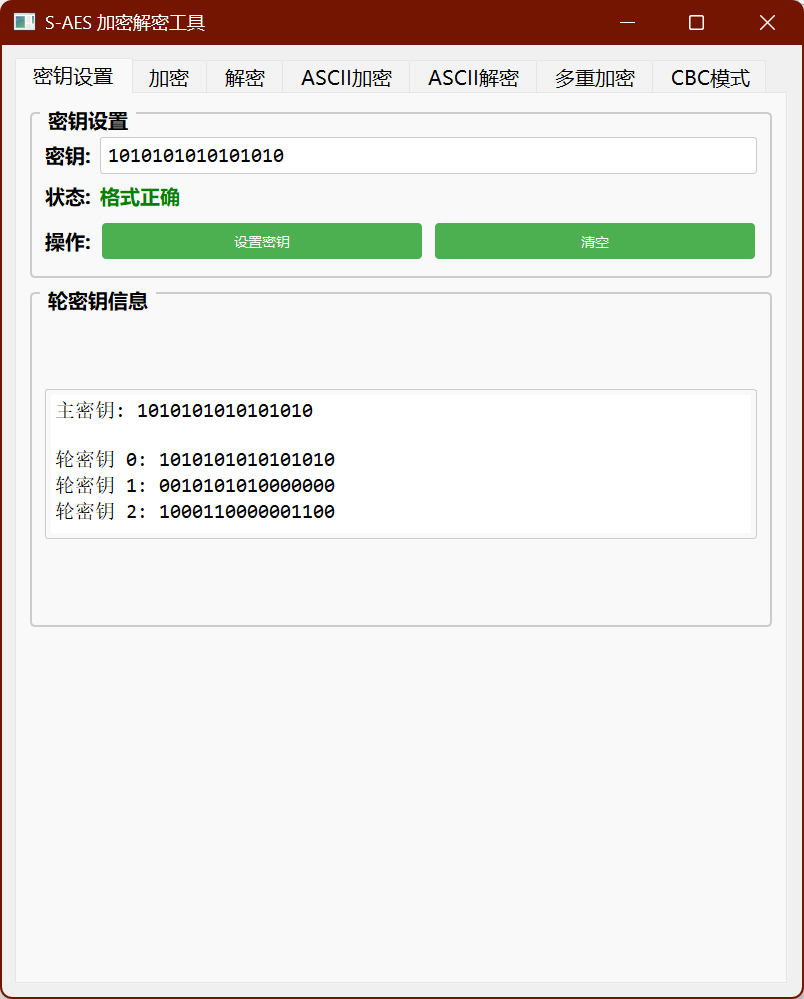 S-AES 加密解密工具
密钥设置 加密 解密 ASCII加密 ASCII解密 多重加密 CBC模式
密钥设置
密钥: 1010101010101010
状态: 格式正确
操作: 设置密钥 清空
轮密钥信息
主密钥: 1010101010101010
轮密钥 0: 1010101010101010
轮密钥 1: 0010101010000000
轮密钥 2: 1000110000001100